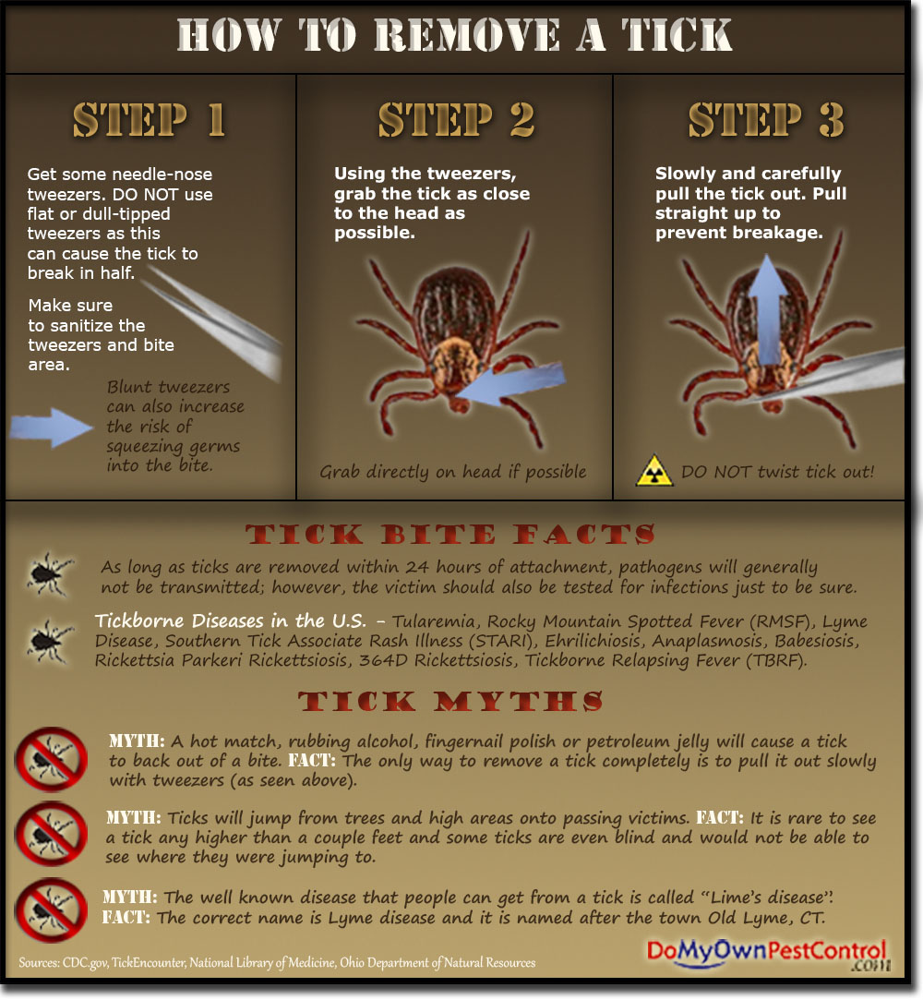 HOW TO REMOVE A TICK
STEP 1
Get some needle-nose
tweezers. DO NOT use
flat or dull-tipped
tweezers as this
can cause the tick to
break in half.
Make sure
to sanitize the
tweezers and bite
area.
Blunt tweezers
can also increase
the risk of
squeezing germs
into the bite.
STEP 2
Using the tweezers,
grab the tick as close
to the head as
possible.
Grab directly on head if possible
STEP 3
Slowly and carefully
pull the tick out. Pull
straight up to
prevent breakage.
DO NOT twist tick out!
TICK BITE FACTS
As long as ticks are removed within 24 hours of attachment, pathogens will generally
not be transmitted; however, the victim should also be tested for infections just to be sure.
Tickborne Diseases in the U.S. - Tularemia, Rocky Mountain Spotted Fever (RMSF), Lyme
Disease, Southern Tick Associate Rash Illness (STARI), Ehrilichiosis, Anaplasmosis, Babesiosis,
Rickettsia Parkeri Rickettsiosis, 364D Rickettsiosis, Tickborne Relapsing Fever (TBRF).
TICK MYTHS
MYTH: A hot match, rubbing alcohol, fingernail polish or petroleum jelly will cause a tick
to back out of a bite. FACT: The only way to remove a tick completely is to pull it out slowly
with tweezers (as seen above).
MYTH: Ticks will jump from trees and high areas onto passing victims. FACT: It is rare to see
a tick any higher than a couple feet and some ticks are even blind and would not be able to
see where they were jumping to.
MYTH: The well known disease that people can get from a tick is called “Lime's disease”.
FACT: The correct name is Lyme disease and it is named after the town Old Lyme, CT.
Sources: CDC.gov, TickEncounter, National Library of Medicine, Ohio Department of Natural Resources
DoMyOwnPestControl
.com